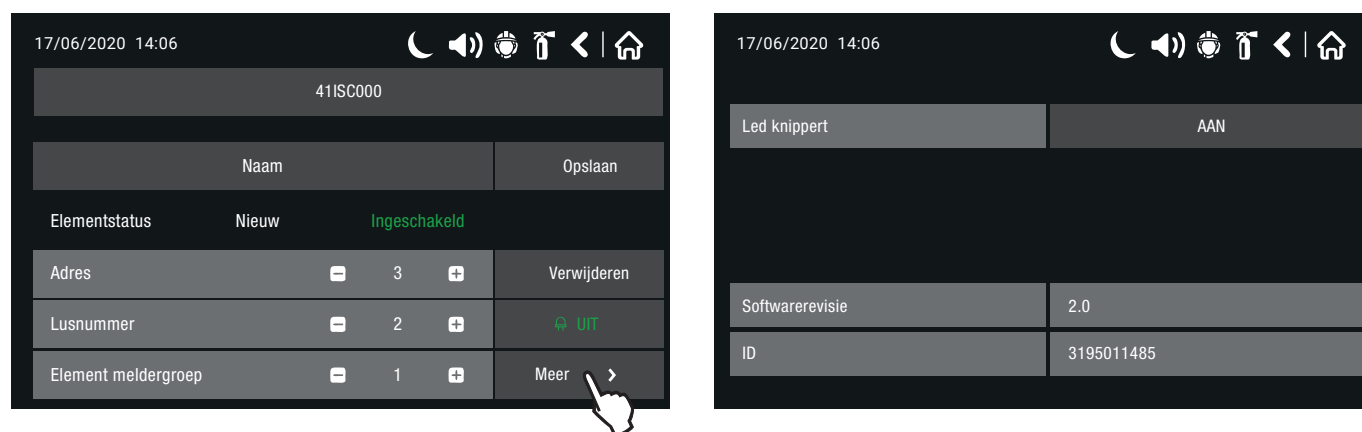 17/06/2020 14:06
41ISC000
Naam Opslaan
Elementstatus Nieuw Ingeschakeld
Adres 3 Verwijderen
Lusnummer 2 UIT
Element meldergroep 1 Meer
17/06/2020 14:06
Led knippert AAN
Softwarerevisie 2.0
ID 3195011485